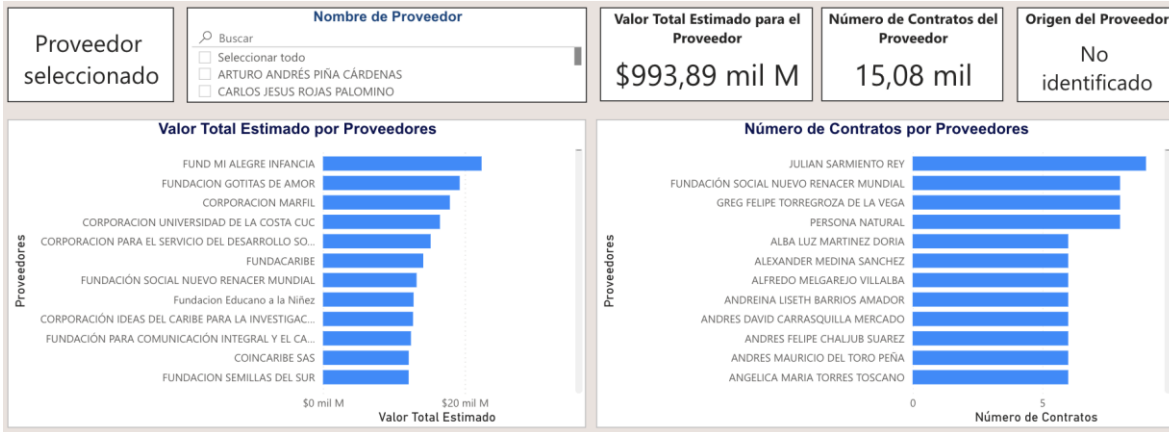 Proveedor
seleccionado
Nombre de Proveedor
Buscar
Seleccionar todo
ARTURO ANDRÉS PIÑA CÁRDENAS
CARLOS JESUS ROJAS PALOMINO
Valor Total Estimado para el
Proveedor
$993,89 mil M
Número de Contratos del
Proveedor
15,08 mil
Origen del Proveedor
No
identificado
Valor Total Estimado por Proveedores
Proveedores
FUND MI ALEGRE INFANCIA
FUNDACION GOTITAS DE AMOR
CORPORACION MARFIL
CORPORACION UNIVERSIDAD DE LA COSTA CUC
CORPORACION PARA EL SERVICIO DEL DESARROLLO SO...
FUNDACARIBE
FUNDACIÓN SOCIAL NUEVO RENACER MUNDIAL
Fundacion Educano a la Niñez
CORPORACIÓN IDEAS DEL CARIBE PARA LA INVESTIGAC...
FUNDACIÓN PARA COMUNICACIÓN INTEGRAL Y EL CA...
COINCARIBE SAS
FUNDACION SEMILLAS DEL SUR
$0 mil M $20 mil M
Valor Total Estimado
Número de Contratos por Proveedores
Proveedores
JULIAN SARMIENTO REY
FUNDACIÓN SOCIAL NUEVO RENACER MUNDIAL
GREG FELIPE TORREGROZA DE LA VEGA
PERSONA NATURAL
ALBA LUZ MARTINEZ DORIA
ALEXANDER MEDINA SANCHEZ
ALFREDO MELGAREJO VILLALBA
ANDREINA LISETH BARRIOS AMADOR
ANDRES DAVID CARRASQUILLA MERCADO
ANDRES FELIPE CHALJUB SUAREZ
ANDRES MAURICIO DEL TORO PEÑA
ANGELICA MARIA TORRES TOSCANO
0 5
Número de Contratos